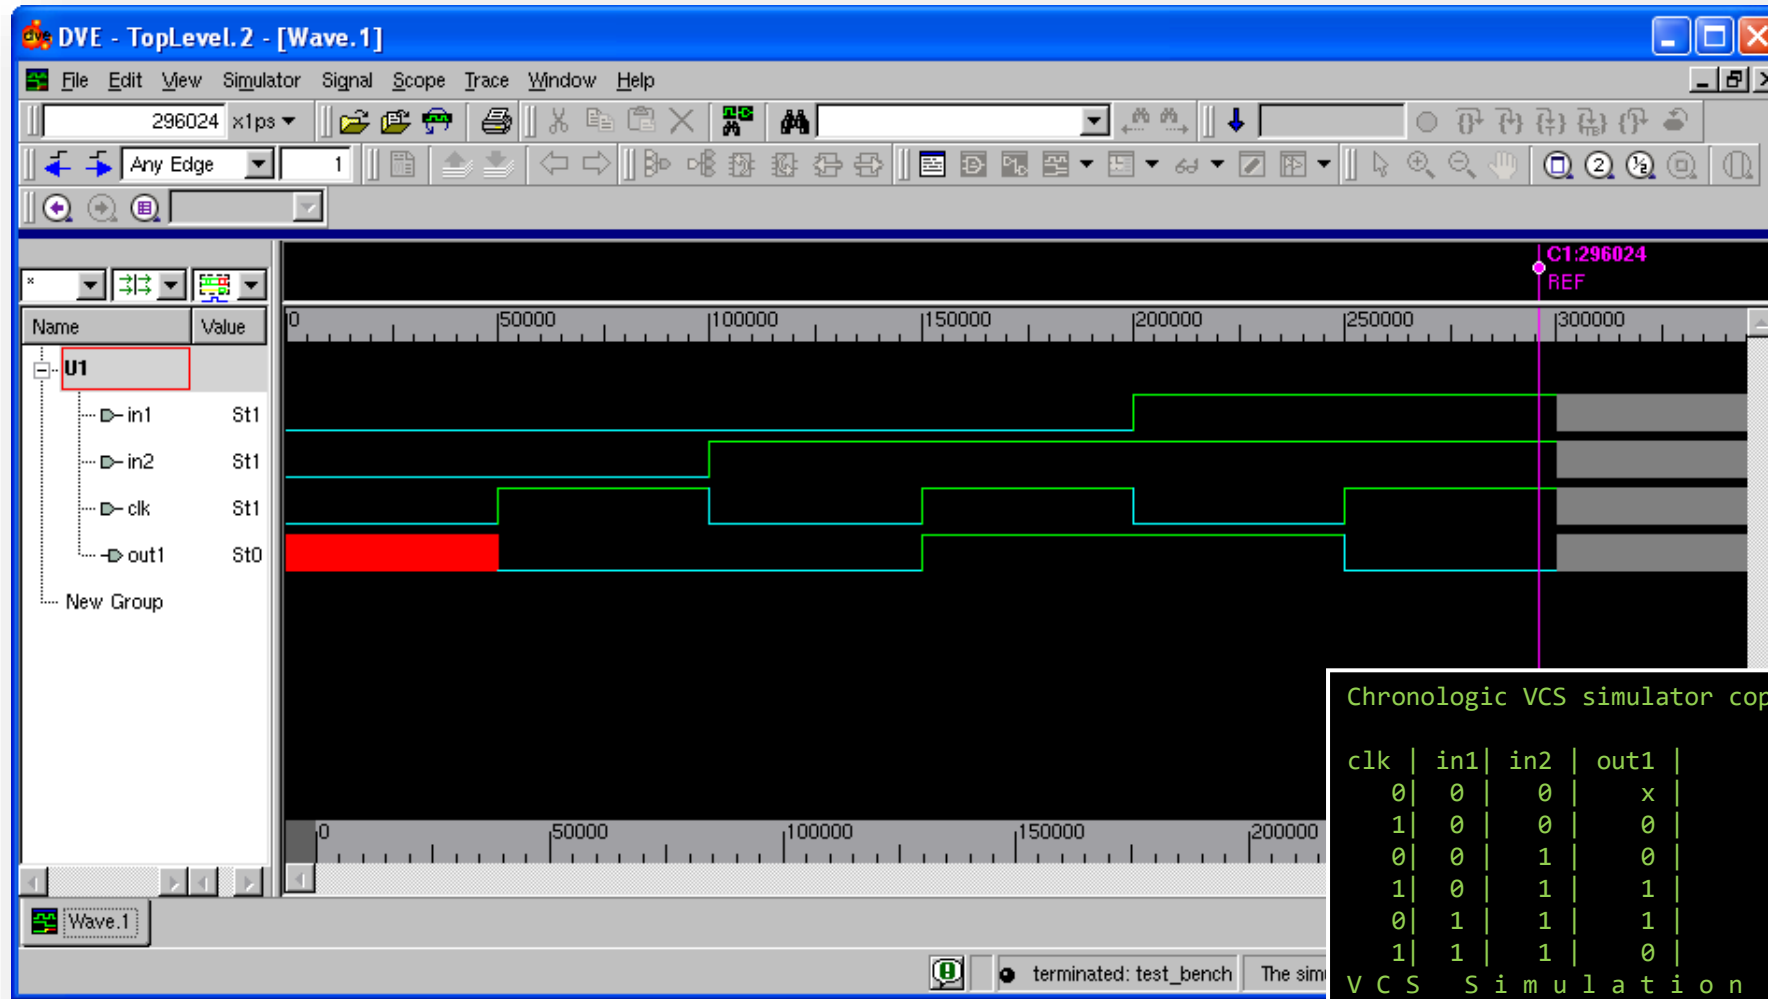 DVE - TopLevel.2 - [Wave.1]
File Edit View Simulator Signal Scope Trace Window Help
296024 x1ps
Any Edge 1
C1:296024
REF
*
Name Value
0 50000 100000 150000 200000 250000 300000
U1
in1 St1
in2 St1
clk St1
out1 St0
New Group
0 50000 100000 150000 200000
Wave.1
terminated: test_bench The simu
Chronologic VCS simulator cop
clk | in1| in2 | out1 |
0| 0 | 0 | x |
1| 0 | 0 | 0 |
0| 0 | 1 | 0 |
1| 0 | 1 | 1 |
0| 1 | 1 | 1 |
1| 1 | 1 | 0 |
V C S S i m u l a t i o n